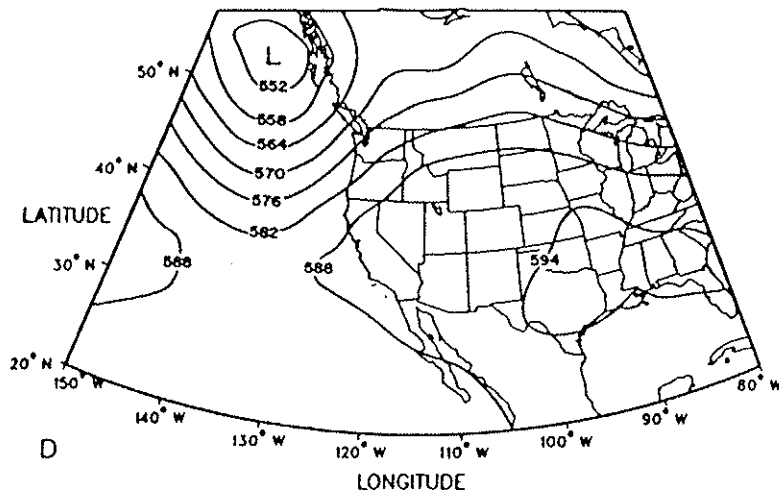 L
50° N
552
558
564
570
40° N
576
LATITUDE
582
30° N
588
588
594
20° N
150° W
80° W
140° W
90° W
130° W
120° W
110° W
100° W
D
LONGITUDE